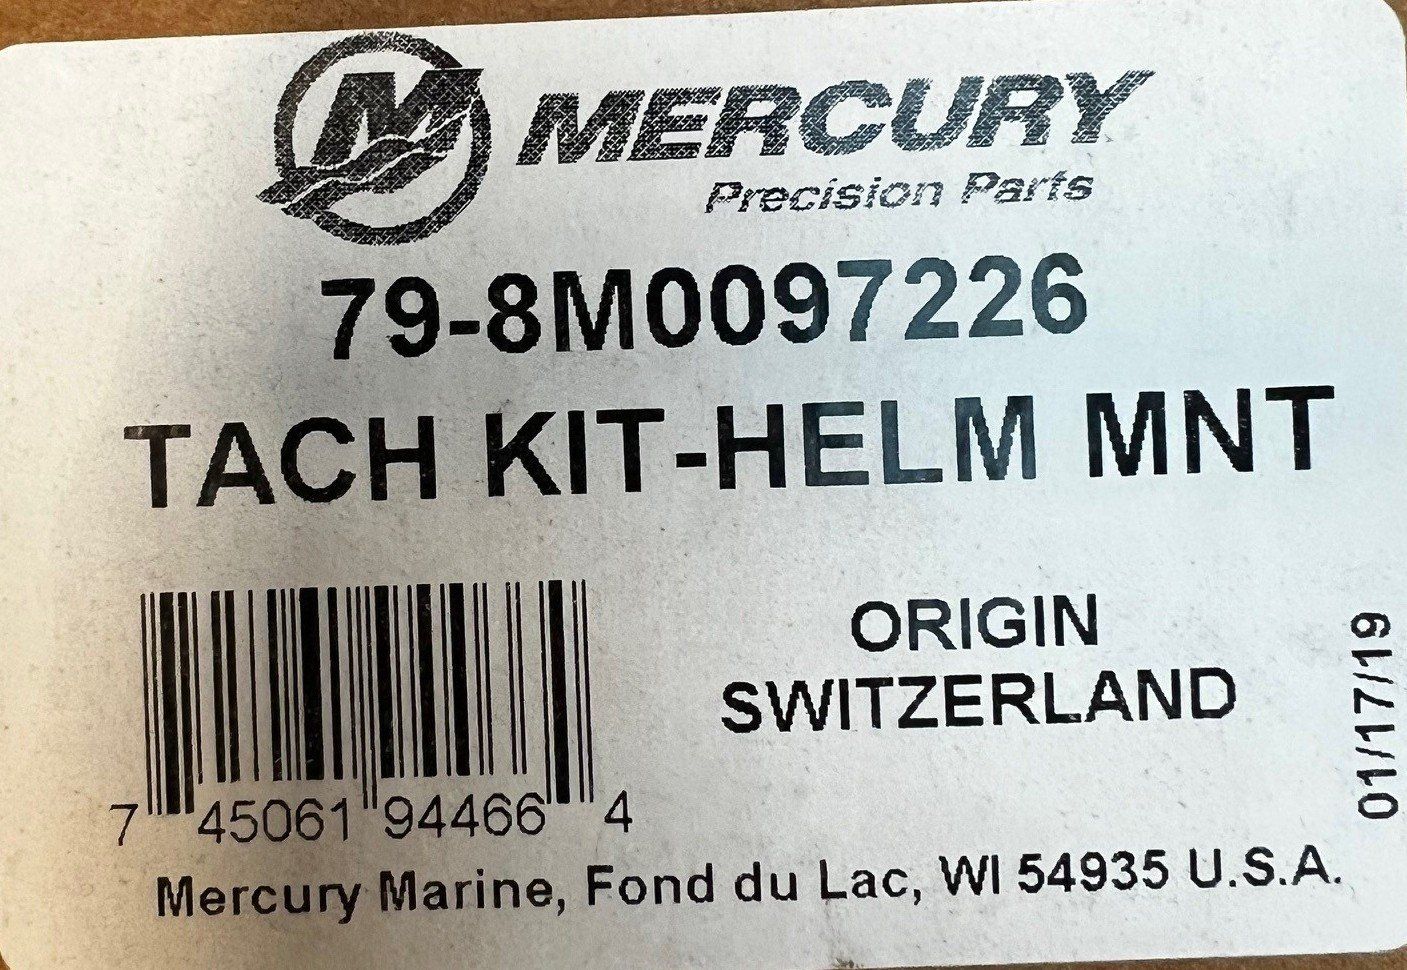 M MERCURY
Precision Parts
79-8M0097226
TACH KIT-HELM MNT
ORIGIN
SWITZERLAND
01/17/19
7 45061 94466 4
Mercury Marine, Fond du Lac, WI 54935 U.S.A.